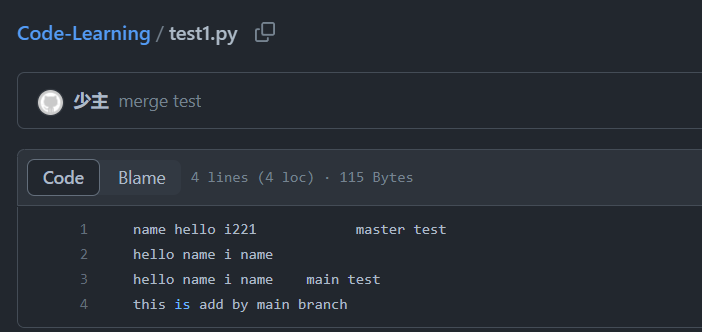 Code-Learning / test1.py
少主 merge test
Code Blame 4 lines (4 loc) · 115 Bytes
1 name hello i221 master test
2 hello name i name
3 hello name i name main test
4 this is add by main branch